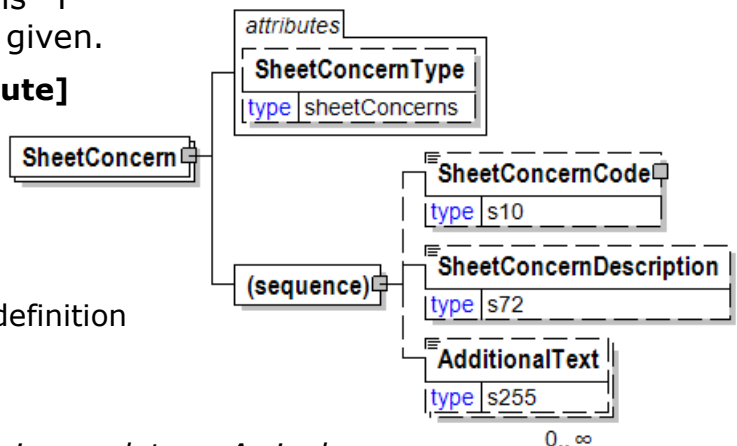 given.
attributes
SheetConcernType
type sheetConcerns
ute]
SheetConcern
SheetConcernCode
type s10
(sequence)
SheetConcernDescription
type s72
definition
AdditionalText
type s255
0..∞